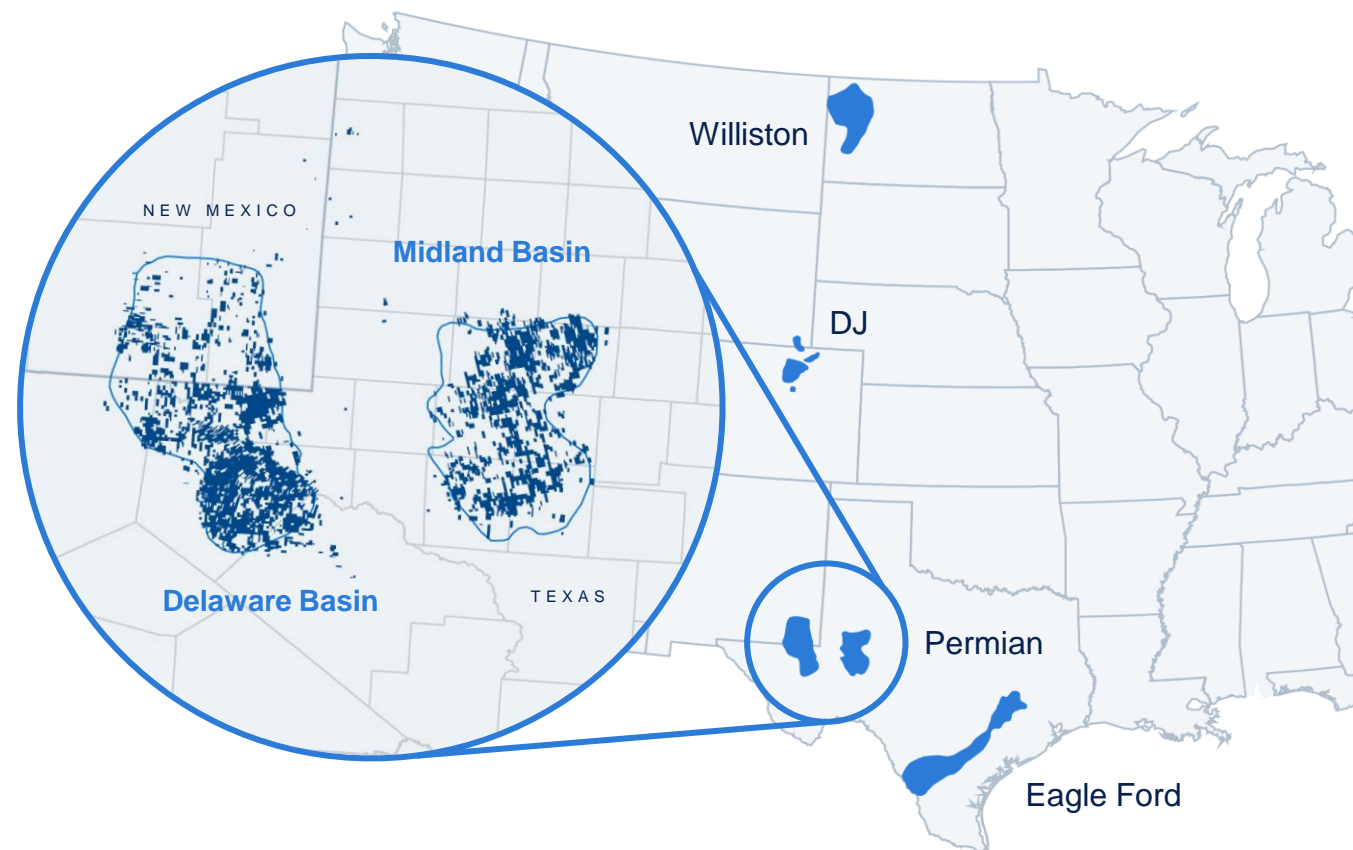 Williston
NEW MEXICO
Midland Basin
DJ
Delaware Basin
TEXAS
Permian
Eagle Ford